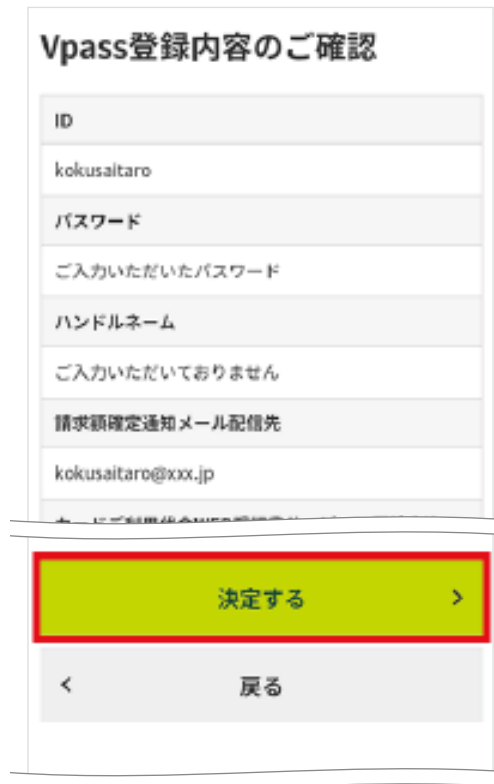 Vpass登録内容のご確認
ID
kokusaitaro
パスワード
ご入力いただいたパスワード
ハンドルネーム
ご入力いただいておりません
請求額確定通知メール配信先
kokusaitaro@xxx.jp
決定する
戻る